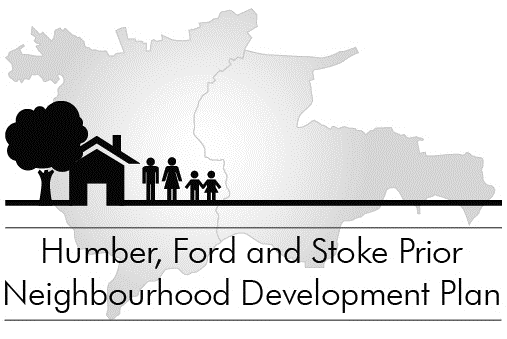 Humber, Ford and Stoke Prior
Neighbourhood Development Plan